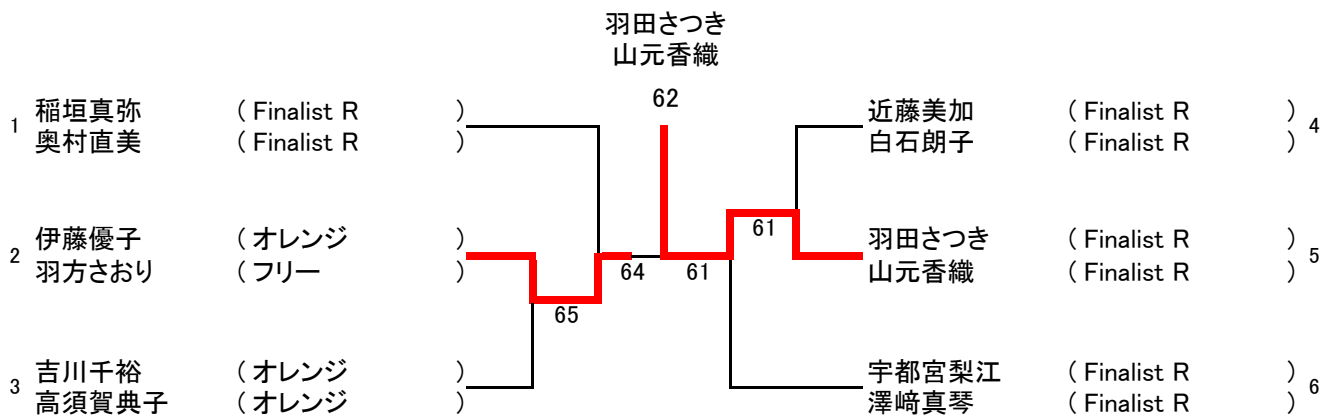 羽田さつき
山元香織
62
1 稲垣真弥 ( Finalist R )
奥村直美 ( Finalist R )
近藤美加 ( Finalist R ) 4
白石朗子 ( Finalist R )
2 伊藤優子 ( オレンジ )
羽方さおり ( フリー )
61
羽田さつき ( Finalist R ) 5
山元香織 ( Finalist R )
64
61
65
3 吉川千裕 ( オレンジ )
高須賀典子 ( オレンジ )
宇都宮梨江 ( Finalist R ) 6
澤﨑真琴 ( Finalist R )